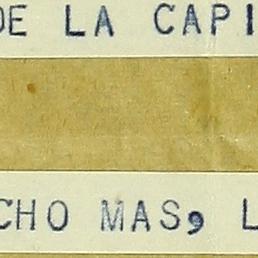 DE LA CAPI
CHO MAS, L